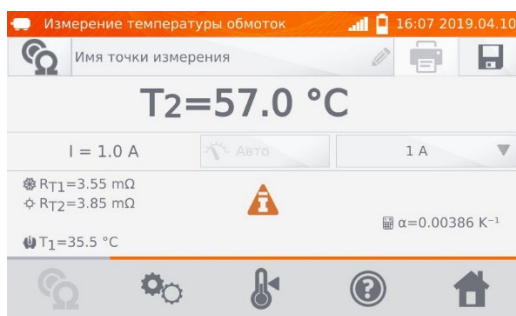 Измерение температуры обмоток 16:07 2019.04.10
Имя точки измерения
T2=57.0 °C
I = 1.0 A Авто 1 A
RT1=3.55 mΩ
RT2=3.85 mΩ
α=0.00386 K⁻¹
T1=35.5 °C